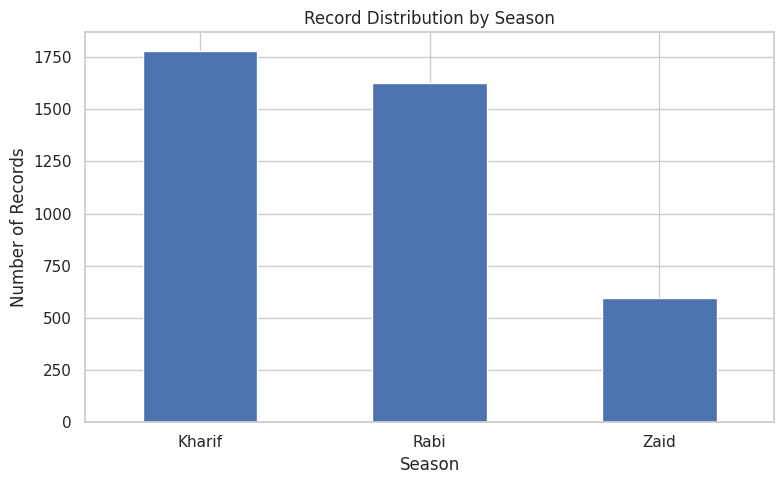 Record Distribution by Season
Number of Records
1750
1500
1250
1000
750
500
250
0
Kharif Rabi Zaid
Season